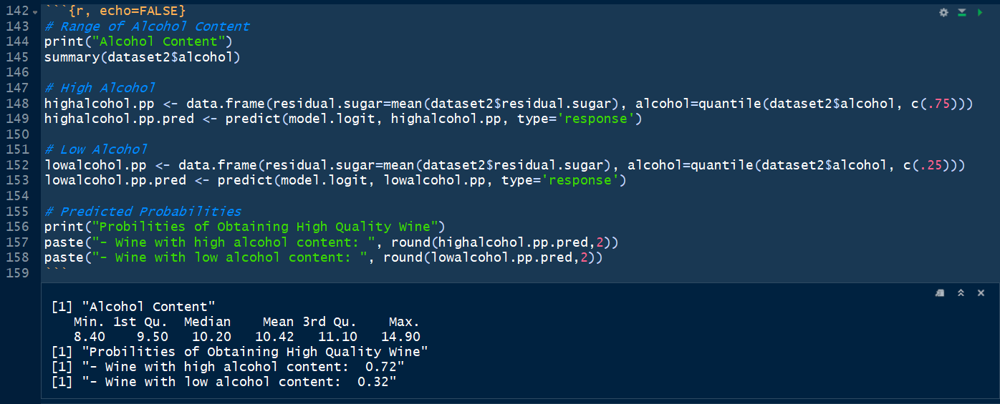 142 ```{r, echo=FALSE}
143 # Range of Alcohol Content
144 print("Alcohol Content")
145 summary(dataset2$alcohol)
146
147 # High Alcohol
148 highalcohol.pp <- data.frame(residual.sugar=mean(dataset2$residual.sugar), alcohol=quantile(dataset2$alcohol, c(.75)))
149 highalcohol.pp.pred <- predict(model.logit, highalcohol.pp, type='response')
150
151 # Low Alcohol
152 lowalcohol.pp <- data.frame(residual.sugar=mean(dataset2$residual.sugar), alcohol=quantile(dataset2$alcohol, c(.25)))
153 lowalcohol.pp.pred <- predict(model.logit, lowalcohol.pp, type='response')
154
155 # Predicted Probabilities
156 print("Probilities of Obtaining High Quality Wine")
157 paste("- Wine with high alcohol content: ", round(highalcohol.pp.pred,2))
158 paste("- Wine with low alcohol content: ", round(lowalcohol.pp.pred,2))
159 ```
[1] "Alcohol Content"
Min. 1st Qu. Median Mean 3rd Qu. Max.
8.40 9.50 10.20 10.42 11.10 14.90
[1] "Probilities of Obtaining High Quality Wine"
[1] "- Wine with high alcohol content:  0.72"
[1] "- Wine with low alcohol content:  0.32"